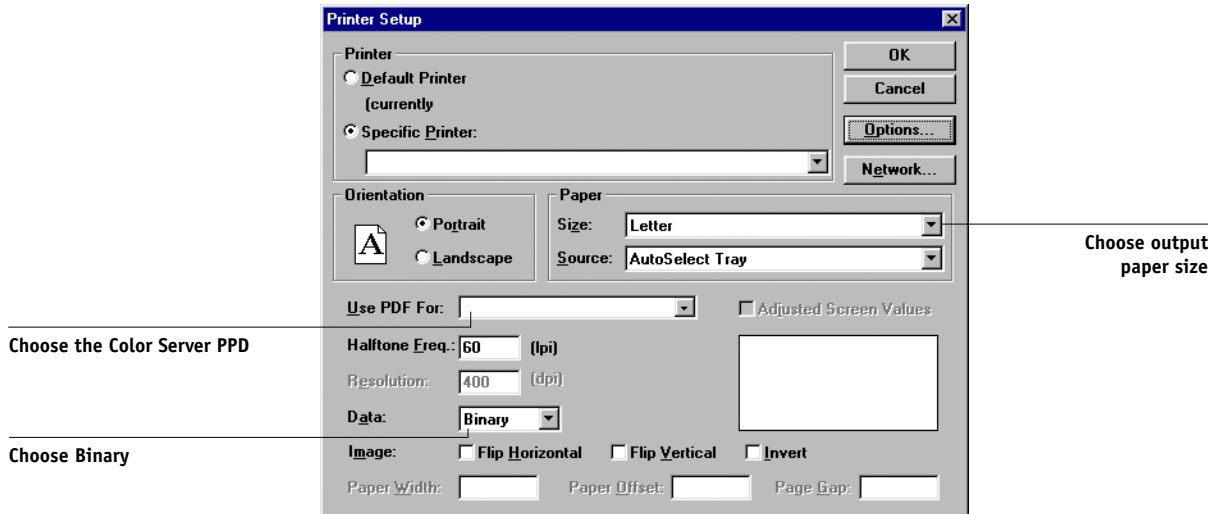 Printer Setup
Printer
Default Printer
(currently
Specific Printer:
OK
Cancel
Options...
Network...
Orientation
A
Portrait
Landscape
Paper
Size: Letter
Source: AutoSelect Tray
Choose output
paper size
Use PDF For:
Adjusted Screen Values
Choose the Color Server PPD
Halftone Freq.: 60 (lpi)
Resolution: 400 (dpi)
Data: Binary
Choose Binary
Image: Flip Horizontal Flip Vertical Invert
Paper Width: Paper Offset: Page Gap: